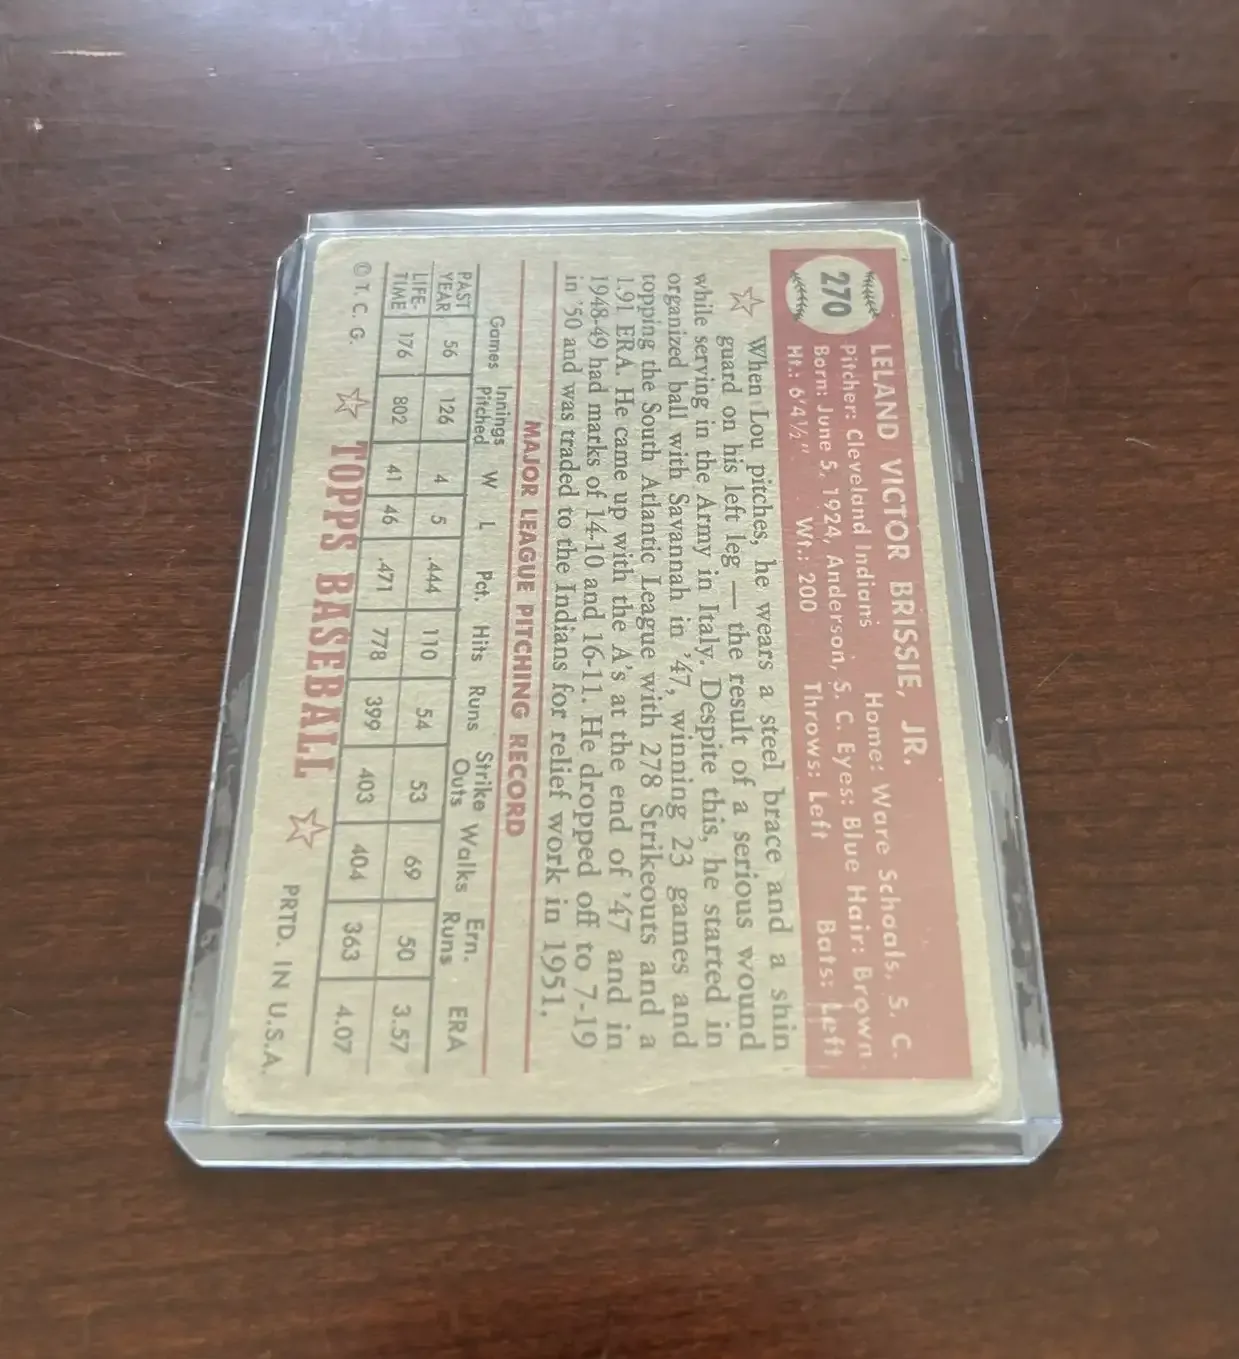 270
LELAND VICTOR BRISSIE, JR.
Pitcher: Cleveland Indians Home: Ware Schoals, S. C.
Born: June 5, 1924, Anderson, S. C. Eyes: Blue Hair: Brown
Ht.: 6'4½" Wt.: 200 Throws: Left Bats: Left
When Lou pitches, he wears a steel brace and a shin
guard on his left leg — the result of a serious wound
while serving in the Army in Italy. Despite this, he started in
organized ball with Savannah in '47, winning 23 games and
topping the South Atlantic League with 278 Strikeouts and a
1.91 ERA. He came up with the A's at the end of '47 and in
1948-49 had marks of 14-10 and 16-11. He dropped off to 7-19
in '50 and was traded to the Indians for relief work in 1951.
MAJOR LEAGUE PITCHING RECORD
Games Innings Pitched W L Pct. Hits Runs Strike Outs Walks Ern. Runs ERA
PAST YEAR 56 126 4 5 .444 110 54 53 69 50 3.57
LIFE-TIME 176 802 41 46 .471 778 399 403 404 363 4.07
© T. C. G. TOPPS BASEBALL PRTD. IN U.S.A.